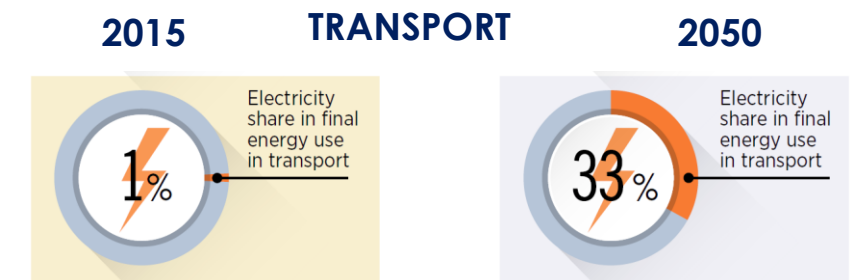 2015
TRANSPORT
2050
Electricity
share in final
energy use
in transport
1%
Electricity
share in final
energy use
in transport
33%